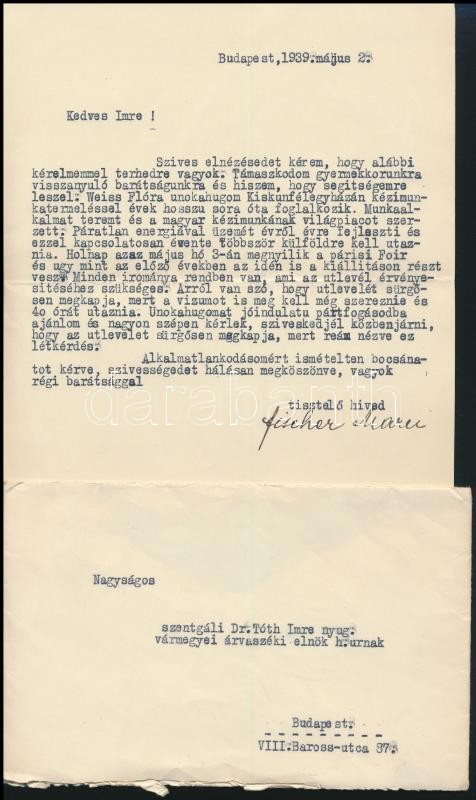 Budapest,1939.május 2.
Kedves Imre !
Szives elnézésedet kérem, hogy alábbi
kérelmemmel terhedre vagyok. Támaszkodom gyermekkorunkra
visszanyuló barátságunkra és hiszem, hogy segitségemre
leszel. Weiss Flóra unokahugom Kiskunfélegyházán kézimun-
katermeléssel évek hosszu sora óta foglalkozik. Munkaal-
kalmat teremt és a magyar kézimunkának világpiacot szer-
zett. Páratlan energiával üzemét évről évre fejleszti és
ezzel kapcsolatosan évente többször külföldre kell utaz-
nia. Holnap azaz május hó 3-án megnyilik a párisi Foir
és ugy mint az előző években az idén is a kiállitáson részt
vesz. Minden irománya rendben van, ami az utlevél érvénye-
sitéséhez szükséges. Arról van szó, hogy utlevelét sürgő-
sen megkapja, mert a vizumot is meg kell még szereznie és
4o órát utaznia. Unokahugomat jóindulatu pártfogásodba
ajánlom és nagyon szépen kérlek, sziveskedjél közbenjárni,
hogy az utlevelet sürgősen megkapja, mert reám nézve ez
létkérdés.
Alkalmatlankodásomért ismételten bocsána-
tot kérve, szivességedet hálásan megköszönve, vagyok
régi barátsággal
tisztelő hived
Fischer
darabanth
Nagyságos
szentgáli Dr.Tóth Imre nyug.
vármegyei árvaszéki elnök h.urnak
Budapest.
VIII.Baross-utca 87.